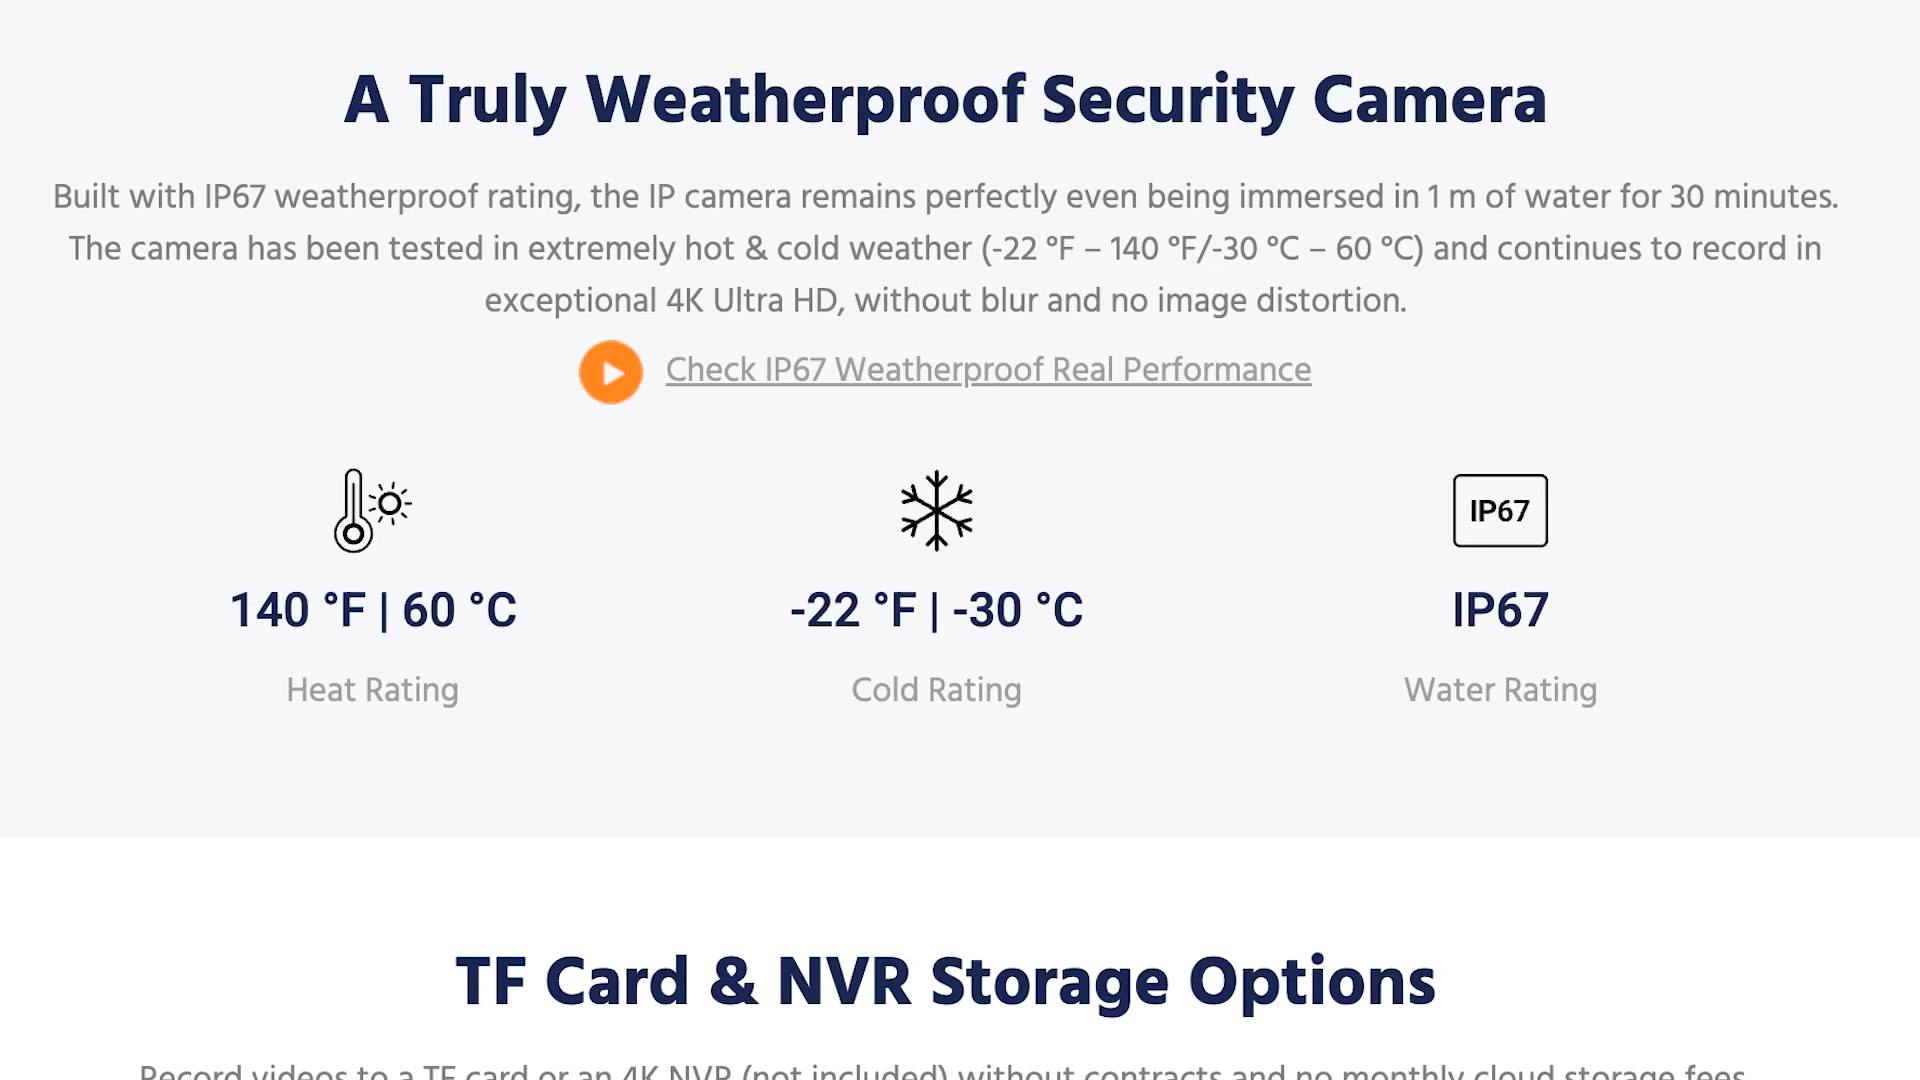 A Truly Weatherproof Security Camera
Built with IP67 weatherproof rating, the IP camera remains perfectly even being immersed in 1 m of water for 30 minutes.
The camera has been tested in extremely hot & cold weather (-22 °F – 140 °F/-30 °C – 60 °C) and continues to record in
exceptional 4K Ultra HD, without blur and no image distortion.
Check IP67 Weatherproof Real Performance
IP67
140 °F | 60 °C
-22 °F | -30 °C
IP67
Heat Rating
Cold Rating
Water Rating
TF Card & NVR Storage Options
Record videos to a TF card or an 4K NVR (not included) without contracts and no monthly cloud storage fees.